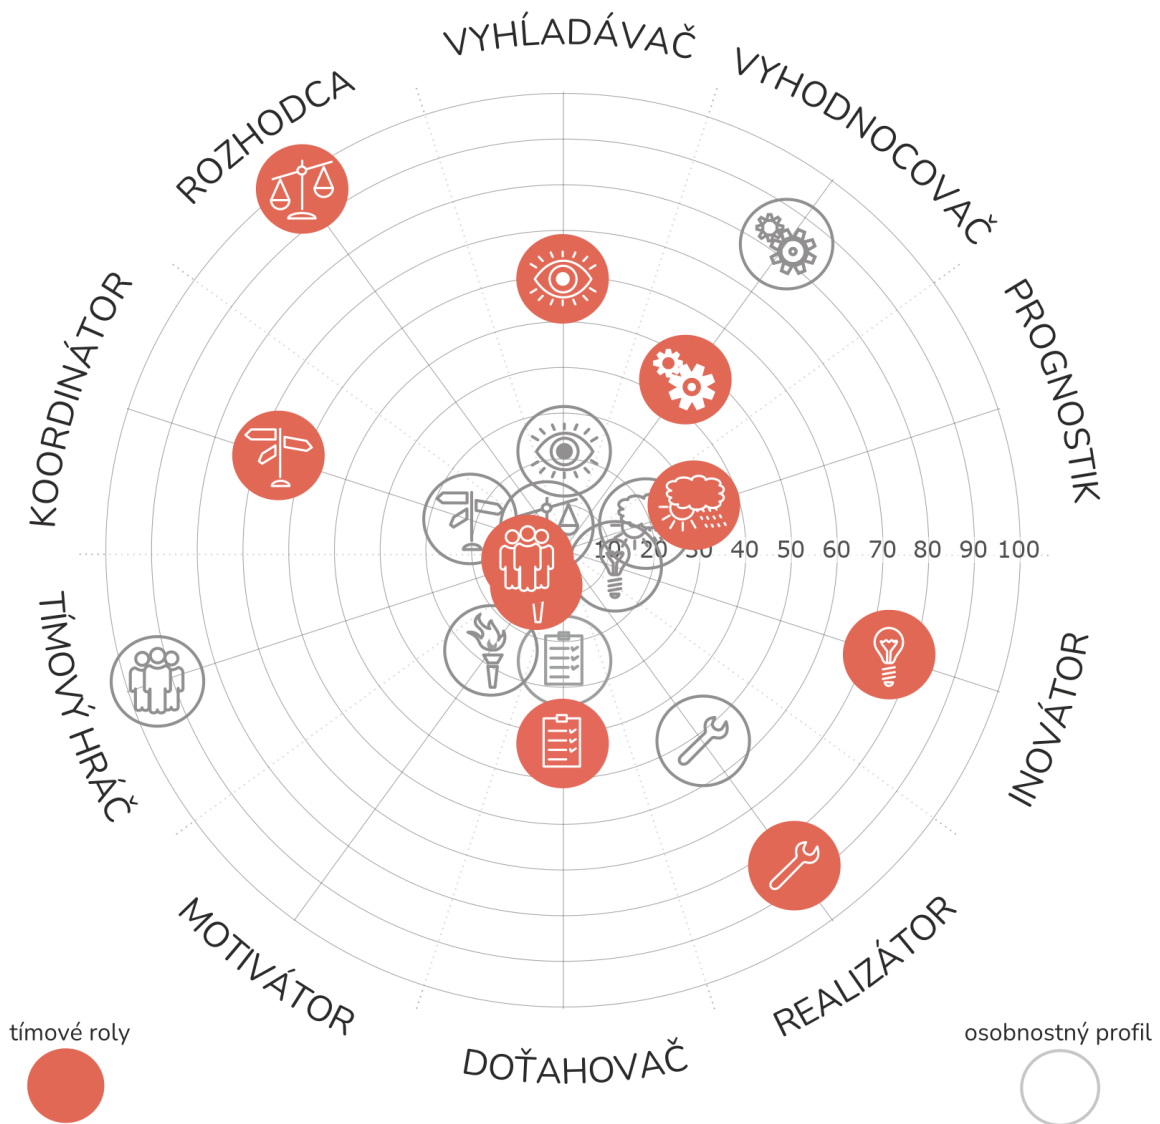 VYHĹADÁVAČ
VYHODNOCOVAČ
ROZHODCA
PROGNOSTIK
KOORDINÁTOR
10 20 30 40 50 60 70 80 90 100
TÍMOVÝ HRÁČ
INOVÁTOR
MOTIVÁTOR
REALIZÁTOR
DOŤAHOVAČ
tímové roly
osobnostný profil